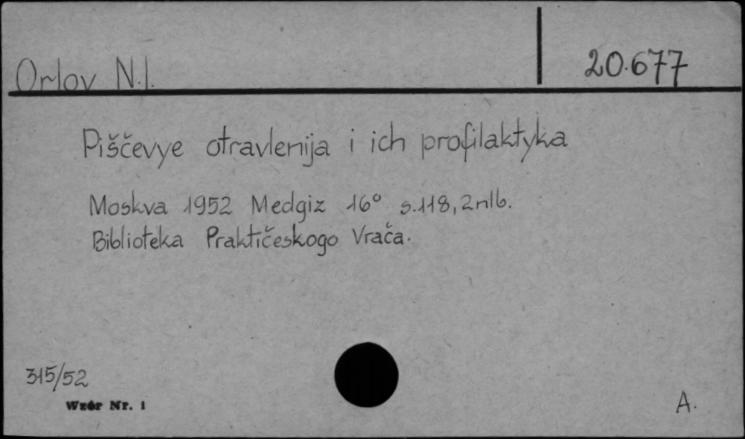 Orlov N.I.
20.677
Piščevye otravlenija i ich profilaktyka
Moskva 1952 Medgiz 16° s.118, 2nlb.
Biblioteka Praktičeskogo Vrača.
315/52
Wzór Nr. 1
A.